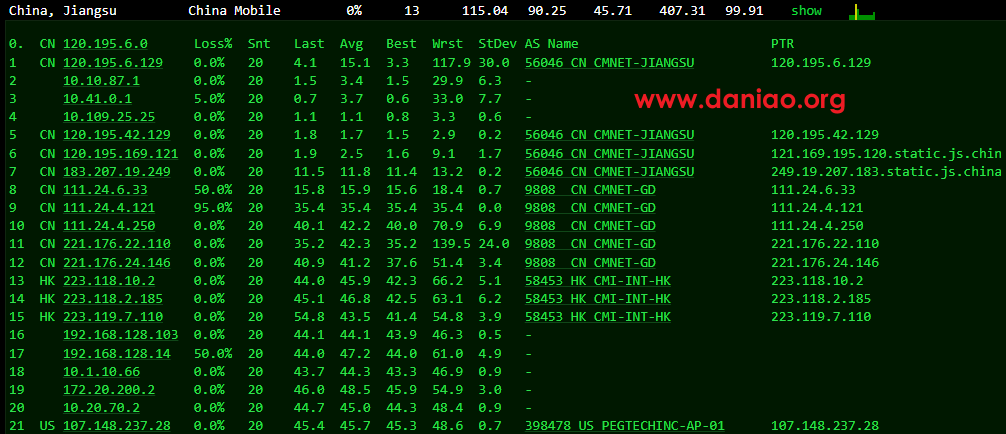 China, Jiangsu China Mobile 0% 13 115.04 90.25 45.71 407.31 99.91 show
0. CN 120.195.6.0 Loss% Snt Last Avg Best Wrst StDev AS Name PTR
1 CN 120.195.6.129 0.0% 20 4.1 15.1 3.3 117.9 30.0 56046 CN CMNET-JIANGSU 120.195.6.129
2 10.10.87.1 0.0% 20 1.5 3.4 1.5 29.9 6.3 -
3 10.41.0.1 5.0% 20 0.7 3.7 0.6 33.0 7.7 -
www.daniao.org
4 10.109.25.25 0.0% 20 1.1 1.1 0.8 3.3 0.6 -
5 CN 120.195.42.129 0.0% 20 1.8 1.7 1.5 2.9 0.2 56046 CN CMNET-JIANGSU 120.195.42.129
6 CN 120.195.169.121 0.0% 20 1.9 2.5 1.6 9.1 1.7 56046 CN CMNET-JIANGSU 121.169.195.120.static.js.chin
7 CN 183.207.19.249 0.0% 20 11.5 11.8 11.4 13.2 0.2 56046 CN CMNET-JIANGSU 249.19.207.183.static.js.china
8 CN 111.24.6.33 50.0% 20 15.8 15.9 15.6 18.4 0.7 9808 CN CMNET-GD 111.24.6.33
9 CN 111.24.4.121 95.0% 20 35.4 35.4 35.4 35.4 0.0 9808 CN CMNET-GD 111.24.4.121
10 CN 111.24.4.250 0.0% 20 40.1 42.2 40.0 70.9 6.9 9808 CN CMNET-GD 111.24.4.250
11 CN 221.176.22.110 0.0% 20 35.2 42.3 35.2 139.5 24.0 9808 CN CMNET-GD 221.176.22.110
12 CN 221.176.24.146 0.0% 20 40.9 41.2 37.6 51.4 3.4 9808 CN CMNET-GD 221.176.24.146
13 HK 223.118.10.2 0.0% 20 44.0 45.9 42.3 66.2 5.1 58453 HK CMI-INT-HK 223.118.10.2
14 HK 223.118.2.185 0.0% 20 45.1 46.8 42.5 63.1 6.2 58453 HK CMI-INT-HK 223.118.2.185
15 HK 223.119.7.110 0.0% 20 54.8 43.5 41.4 54.8 3.9 58453 HK CMI-INT-HK 223.119.7.110
16 192.168.128.103 0.0% 20 44.1 44.1 43.9 46.3 0.5 -
17 192.168.128.14 50.0% 20 44.0 47.2 44.0 61.0 4.9 -
18 10.1.10.66 0.0% 20 43.7 44.3 43.3 46.9 0.9 -
19 172.20.200.2 0.0% 20 46.0 48.5 45.9 54.9 3.0 -
20 10.20.70.2 0.0% 20 44.7 45.0 44.3 48.4 0.9 -
21 US 107.148.237.28 0.0% 20 45.4 45.7 45.3 48.6 0.7 398478 US PEGTECHINC-AP-01 107.148.237.28